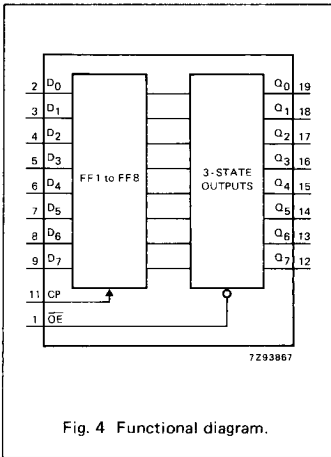 2 D0 Q0 19
3 D1 Q1 18
4 D2 Q2 17
5 D3 Q3 16
6 D4 Q4 15
7 D5 Q5 14
8 D6 Q6 13
9 D7 Q7 12
FF1 to FF8
3-STATE
OUTPUTS
11 CP
1 O̅E̅
7Z93867
Fig. 4 Functional diagram.